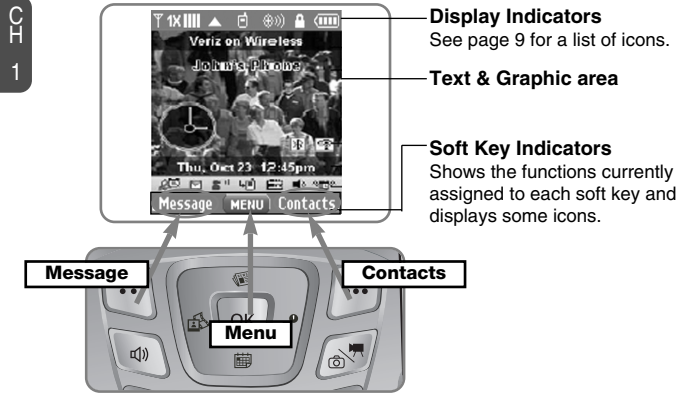 CH
1
1X
Display Indicators
See page 9 for a list of icons.
Verizon Wireless
John's Phone
Text & Graphic area
Soft Key Indicators
Shows the functions currently
assigned to each soft key and
displays some icons.
Thu, Oct 23 12:45pm
Message MENU Contacts
Message
Contacts
OK
Menu